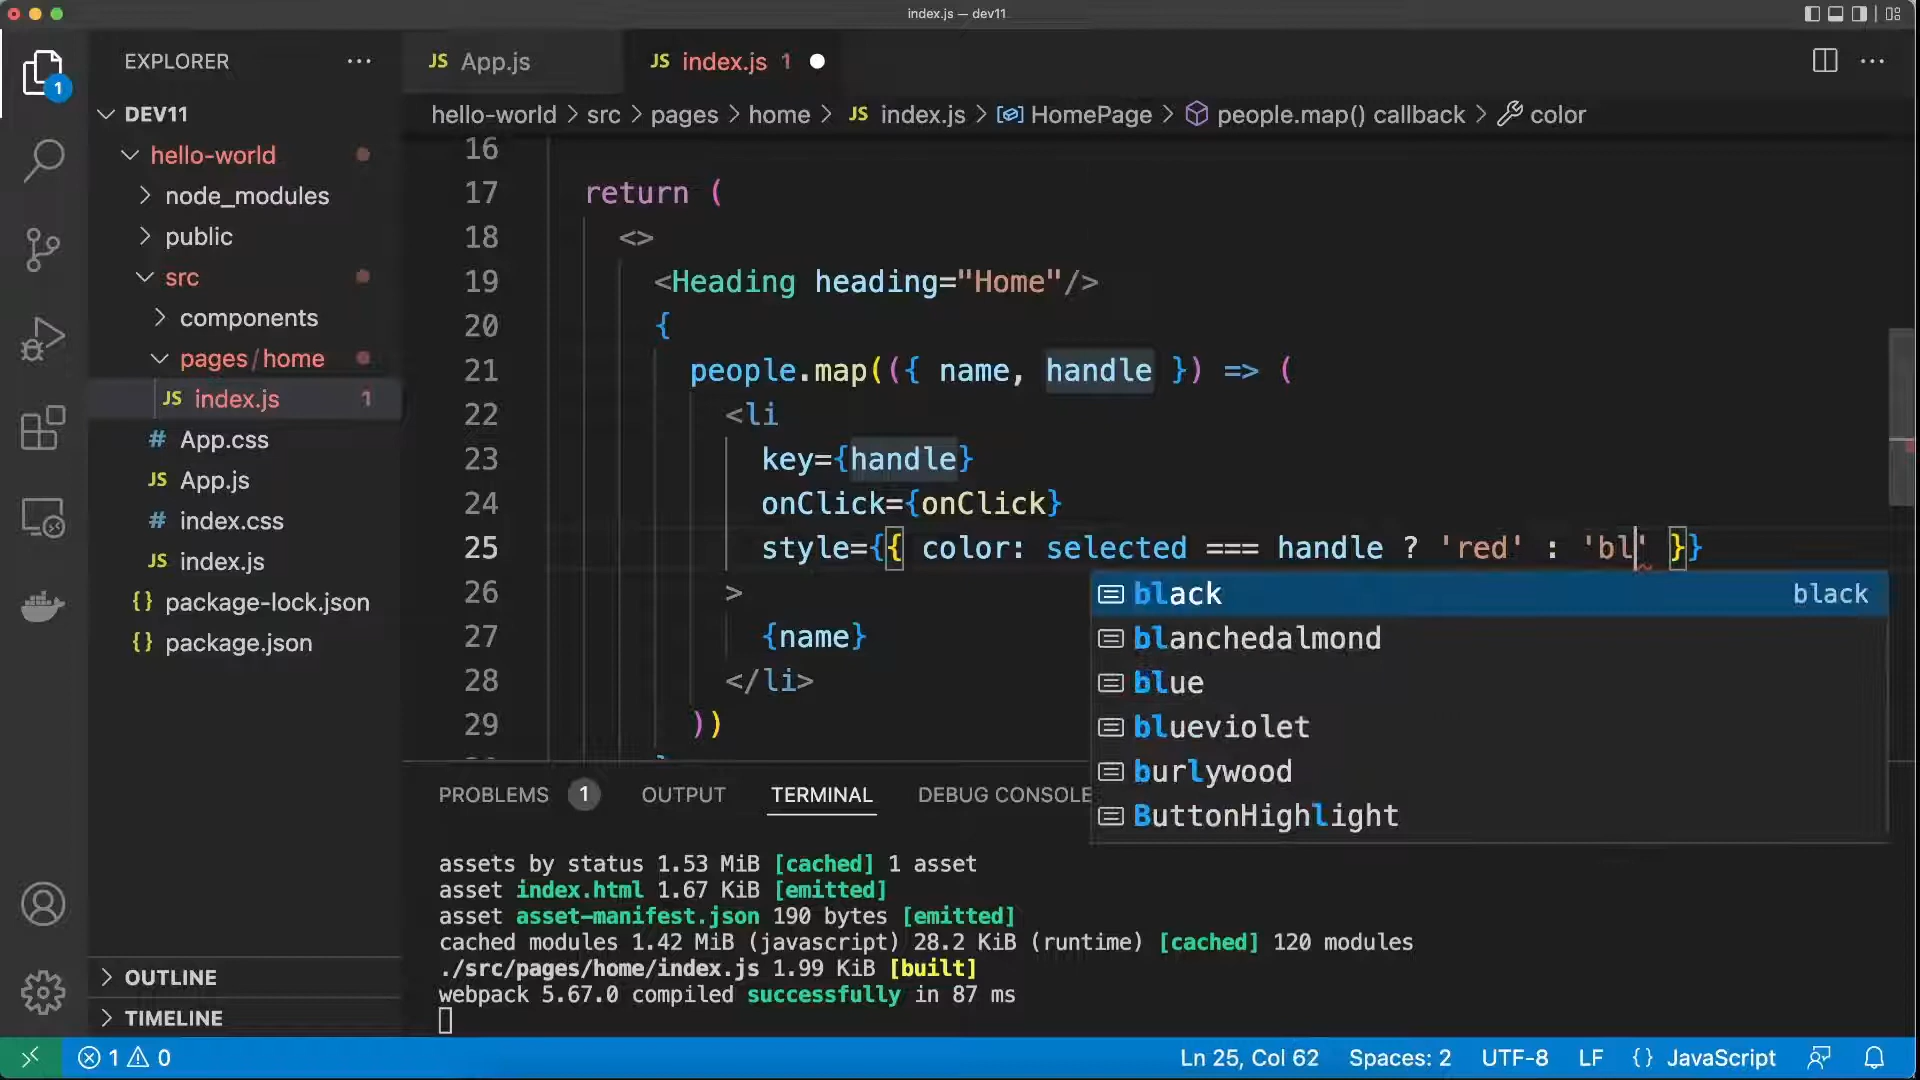 index.js — dev11
EXPLORER
1
DEV11
hello-world
node_modules
public
src
components
pages/home
JS index.js 1
# App.css
JS App.js
# index.css
JS index.js
{} package-lock.json
{} package.json
OUTLINE
TIMELINE
JS App.js
JS index.js 1
hello-world > src > pages > home > JS index.js > HomePage > people.map() callback > color
16
17 return (
18 <>
19 <Heading heading="Home"/>
20 {
21 people.map(({ name, handle }) => (
22 <li
23 key={handle}
24 onClick={onClick}
25 style={{ color: selected === handle ? 'red' : 'bl' }}
26 >
27 {name}
28 </li>
29 ))
black black
blanchedalmond
blue
blueviolet
burlywood
ButtonHighlight
PROBLEMS 1 OUTPUT TERMINAL DEBUG CONSOLE
assets by status 1.53 MiB [cached] 1 asset
asset index.html 1.67 KiB [emitted]
asset asset-manifest.json 190 bytes [emitted]
cached modules 1.42 MiB (javascript) 28.2 KiB (runtime) [cached] 120 modules
./src/pages/home/index.js 1.99 KiB [built]
webpack 5.67.0 compiled successfully in 87 ms
1 0
Ln 25, Col 62 Spaces: 2 UTF-8 LF {} JavaScript